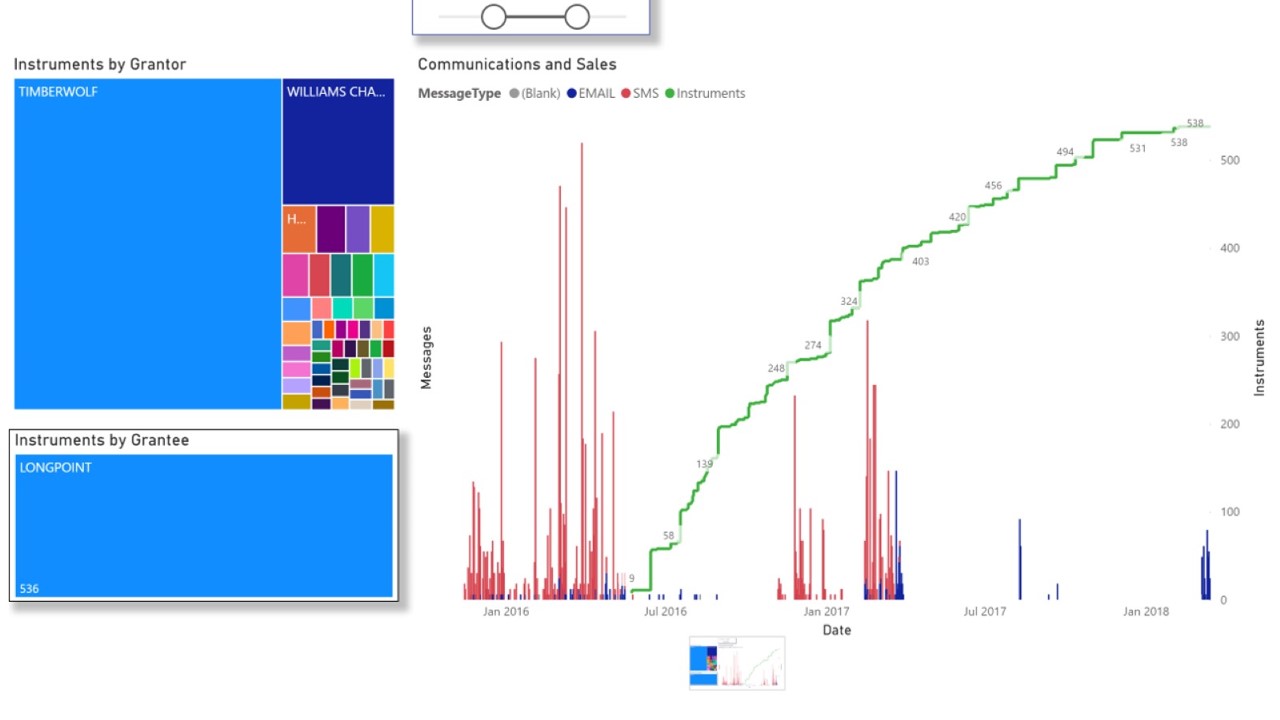 Instruments by Grantor
TIMBERWOLF
WILLIAMS CHA...
H...
Instruments by Grantee
LONGPOINT
536
Communications and Sales
MessageType (Blank) EMAIL SMS Instruments
Messages
9
58
139
248
274
324
403
420
456
494
531
538
538
500
400
300
200
100
0
Instruments
Jan 2016
Jul 2016
Jan 2017
Jul 2017
Jan 2018
Date